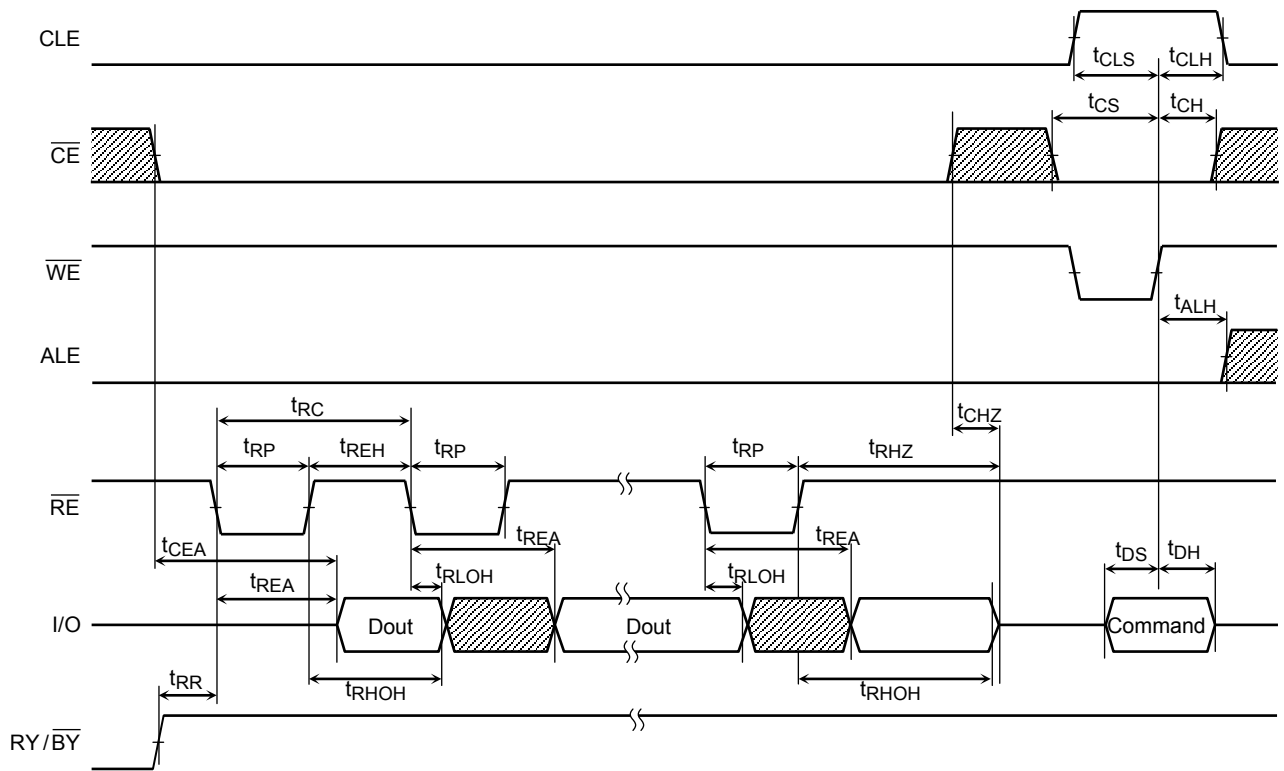 CLE
tCLS tCLH
tCS tCH
CE
WE
tALH
ALE
tRC
tCHZ
tRP tREH tRP tRP tRHZ
RE
tCEA tREA tREA
tDS tDH
tREA tRLOH tRLOH
I/O Dout Dout Command
tRR tRHOH tRHOH
RY/BY